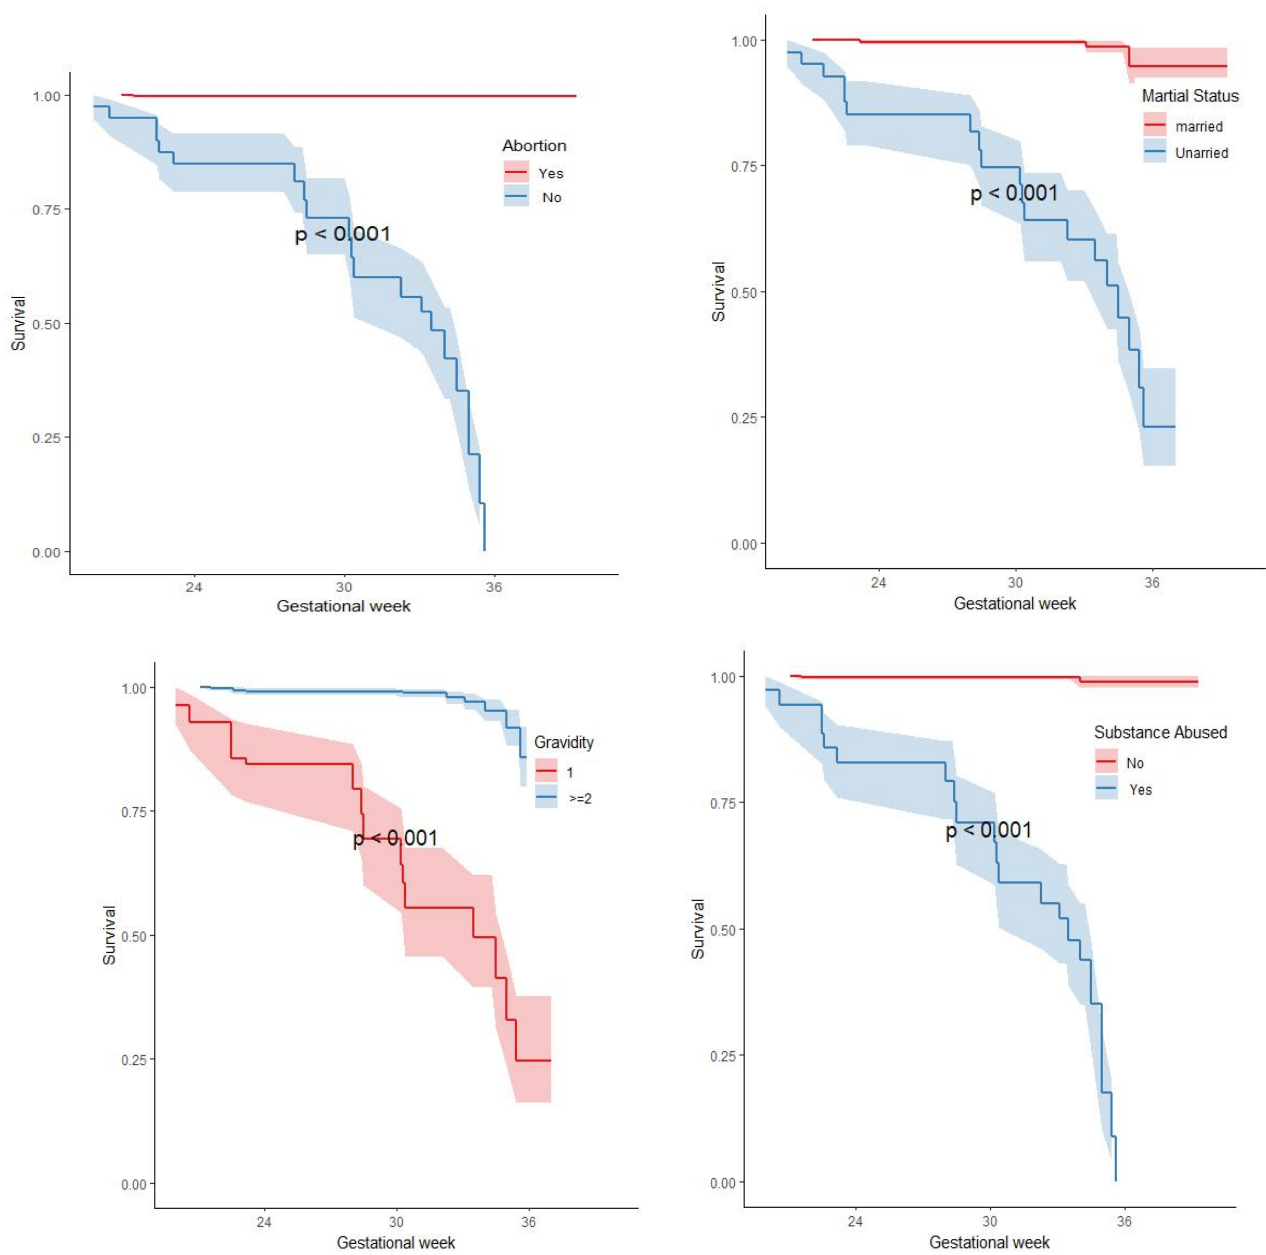 1.00
0.75
0.50
0.25
0.00
Survival
24 30 36
Gestational week
Abortion
Yes
No
p < 0.001
1.00
0.75
0.50
0.25
0.00
Survival
24 30 36
Gestational week
Martial Status
married
Unarried
p < 0.001
1.00
0.75
0.50
0.25
0.00
Survival
24 30 36
Gestational week
Gravidity
1
>=2
p < 0.001
1.00
0.75
0.50
0.25
0.00
Survival
24 30 36
Gestational week
Substance Abused
No
Yes
p < 0.001